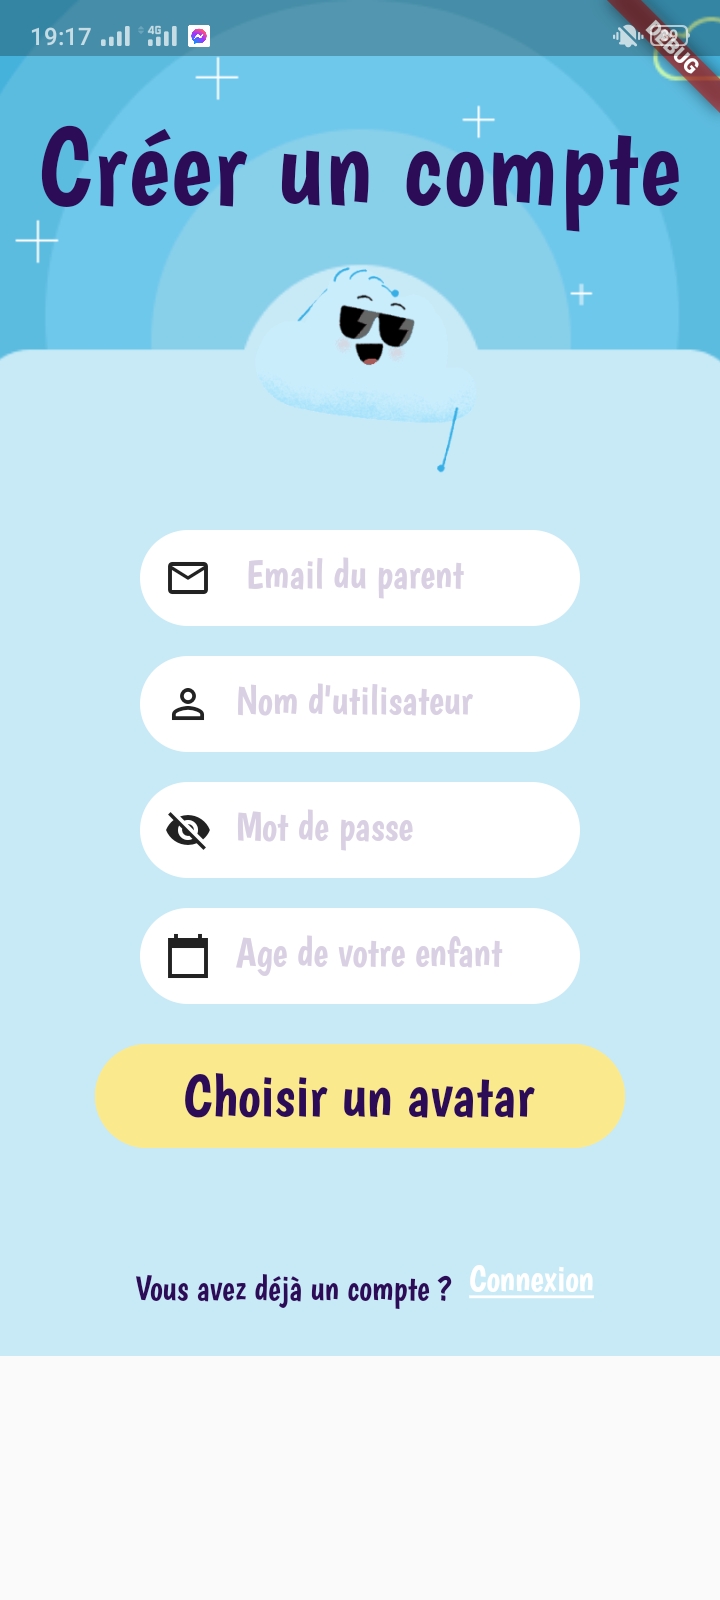 19:17 4G 89
DEBUG
Créer un compte
Email du parent
Nom d'utilisateur
Mot de passe
Age de votre enfant
Choisir un avatar
Vous avez déjà un compte ? Connexion